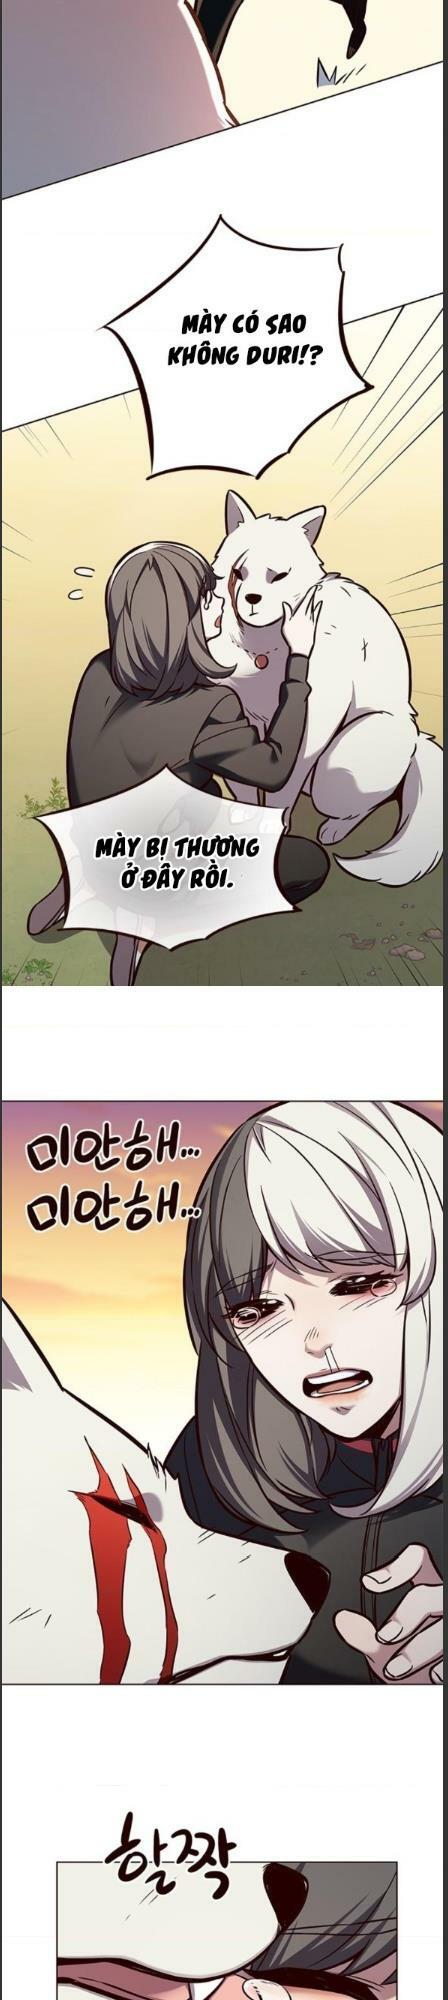 MÀY CÓ SAO
KHÔNG DURI!?
MÀY BỊ THƯƠNG
Ở ĐÂY RỒI.
미안해...
미안해...
할짝